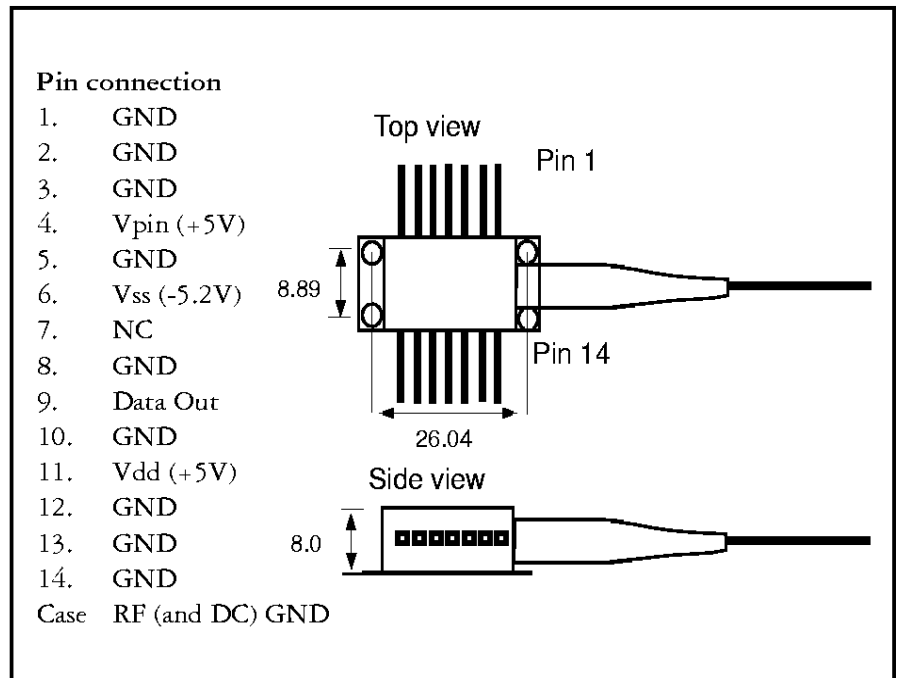 Pin connection
1. GND
2. GND
3. GND
4. Vpin (+5V)
5. GND
6. Vss (-5.2V)
7. NC
8. GND
9. Data Out
10. GND
11. Vdd (+5V)
12. GND
13. GND
14. GND
Case RF (and DC) GND
Top view
Pin 1
8.89
Pin 14
26.04
Side view
8.0